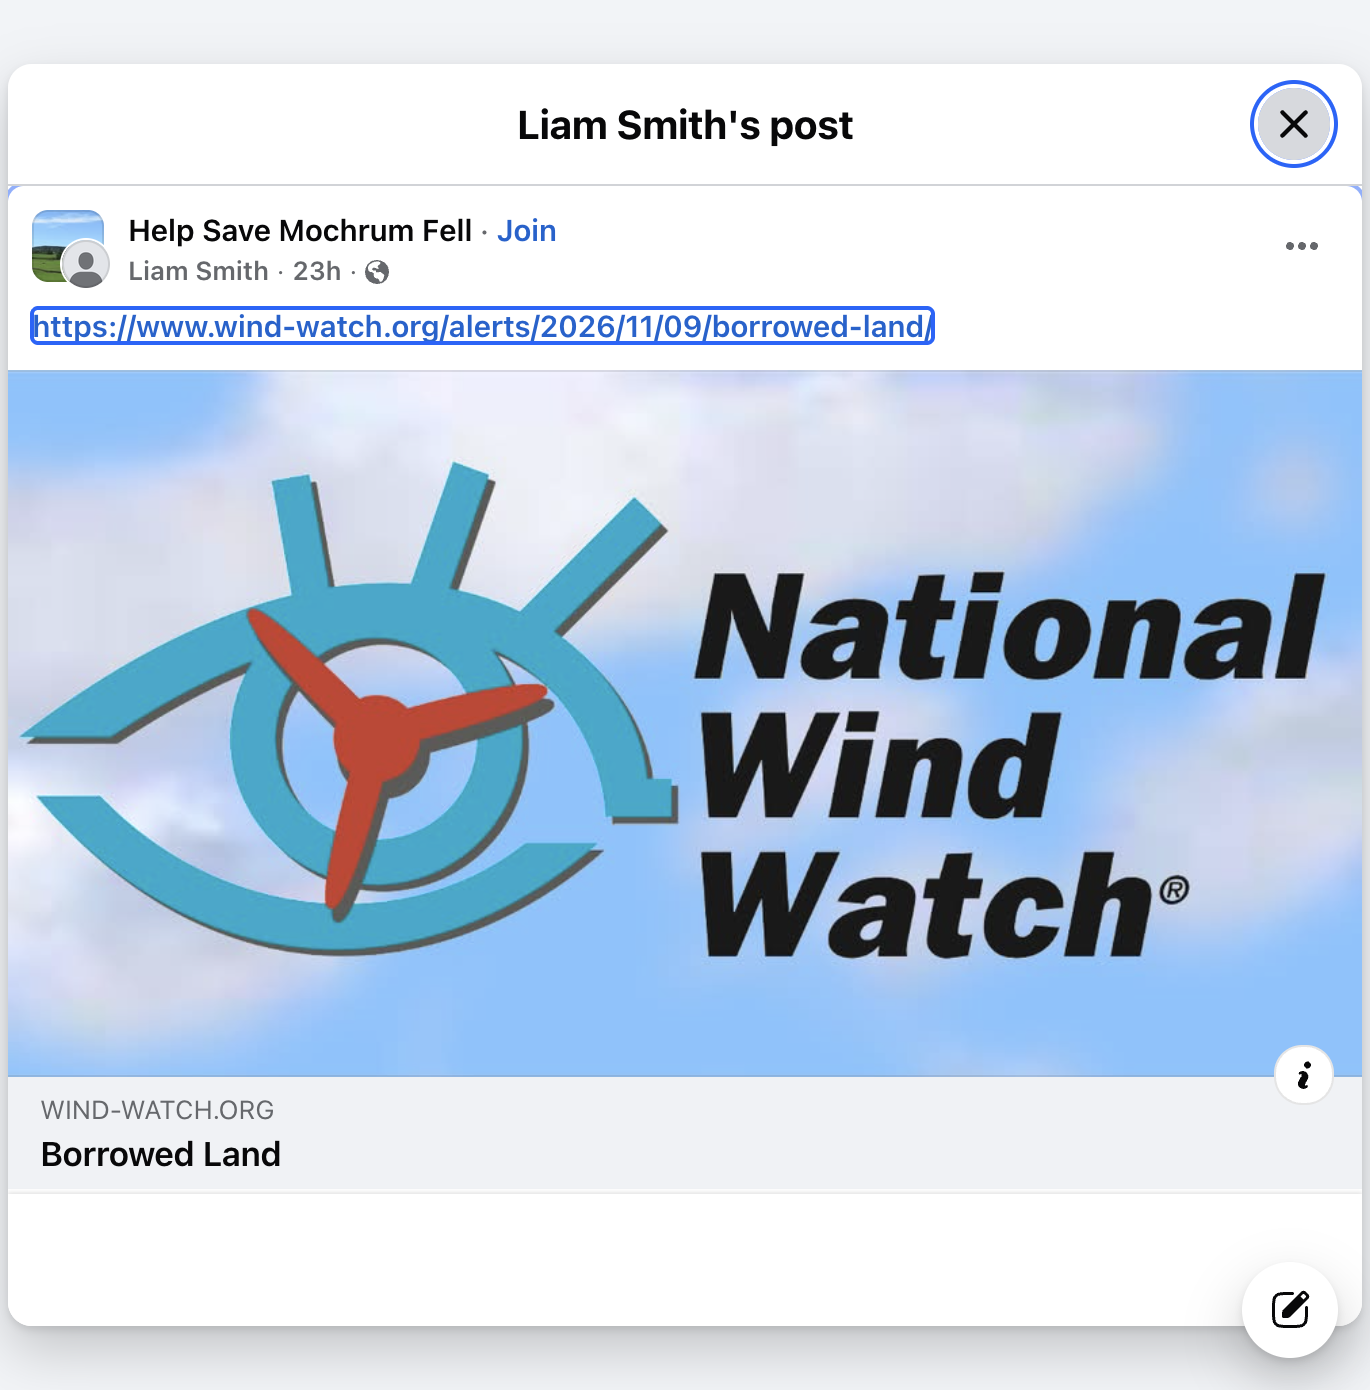 Liam Smith's post
Help Save Mochrum Fell · Join
Liam Smith · 23h ·
https://www.wind-watch.org/alerts/2026/11/09/borrowed-land/
National
Wind
Watch®
WIND-WATCH.ORG
Borrowed Land